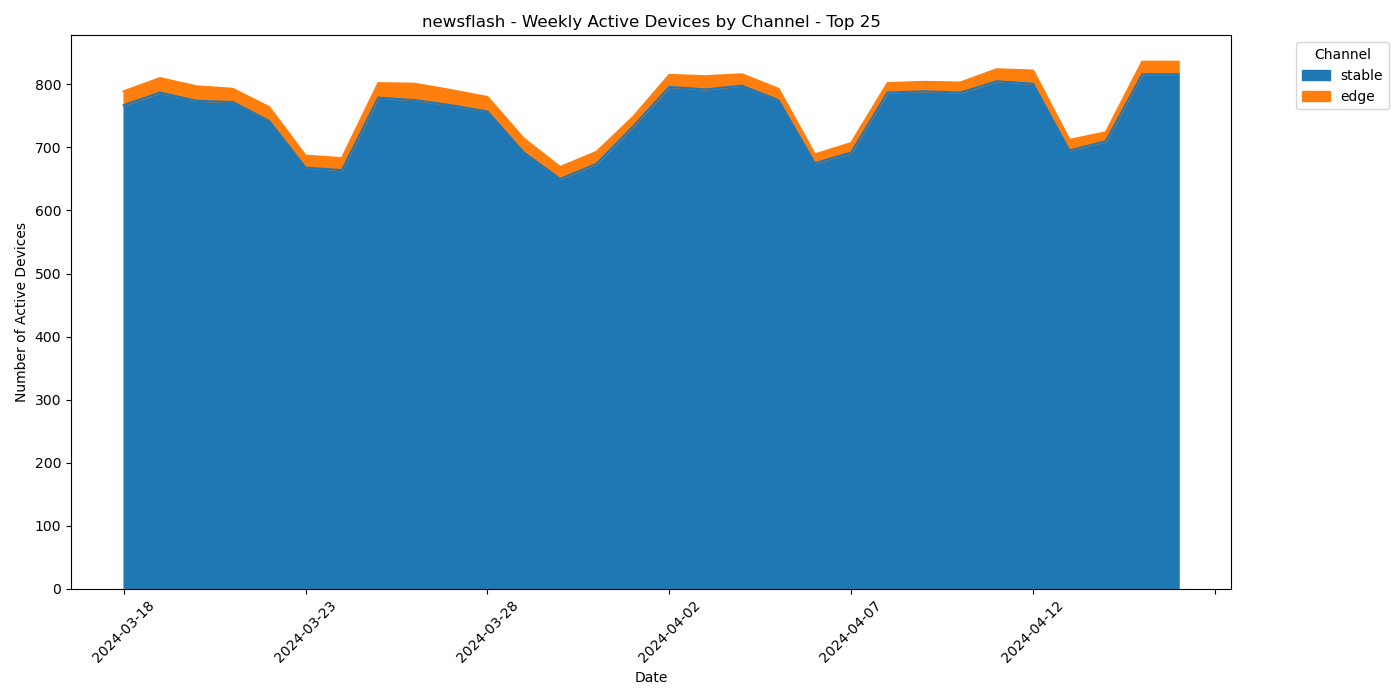 newsflash - Weekly Active Devices by Channel - Top 25
Channel
stable
edge
Number of Active Devices
800
700
600
500
400
300
200
100
0
2024-03-18
2024-03-23
2024-03-28
2024-04-02
2024-04-07
2024-04-12
Date